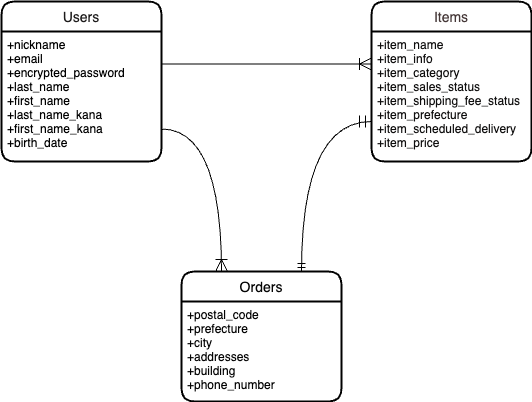 Users
+nickname
+email
+encrypted_password
+last_name
+first_name
+last_name_kana
+first_name_kana
+birth_date
Items
+item_name
+item_info
+item_category
+item_sales_status
+item_shipping_fee_status
+item_prefecture
+item_scheduled_delivery
+item_price
Orders
+postal_code
+prefecture
+city
+addresses
+building
+phone_number